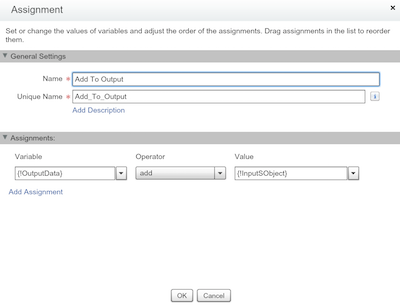 Assignment
Set or change the values of variables and adjust the order of the assignments. Drag assignments in the list to reorder
them.
General Settings
Name * Add To Output
Unique Name * Add_To_Output i
Add Description
Assignments:
Variable Operator Value
{!OutputData} add {!InputSObject}
Add Assignment
OK Cancel